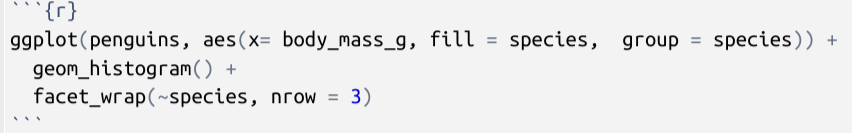 ```{r}
ggplot(penguins, aes(x= body_mass_g, fill = species,  group = species)) +
  geom_histogram() +
  facet_wrap(~species, nrow = 3)
```